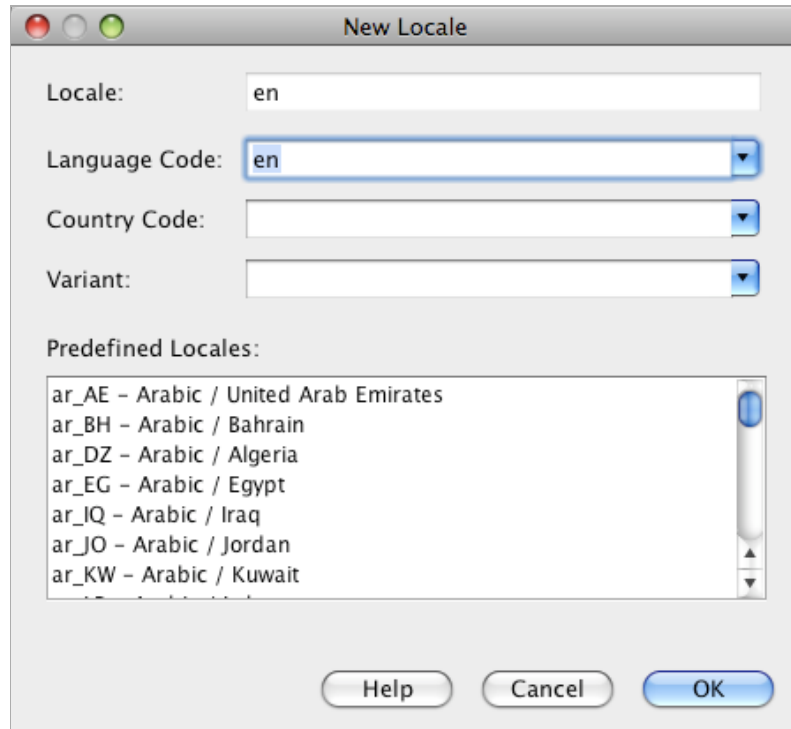 New Locale
Locale: en
Language Code: en
Country Code:
Variant:
Predefined Locales:
ar_AE – Arabic / United Arab Emirates
ar_BH – Arabic / Bahrain
ar_DZ – Arabic / Algeria
ar_EG – Arabic / Egypt
ar_IQ – Arabic / Iraq
ar_JO – Arabic / Jordan
ar_KW – Arabic / Kuwait
Help Cancel OK